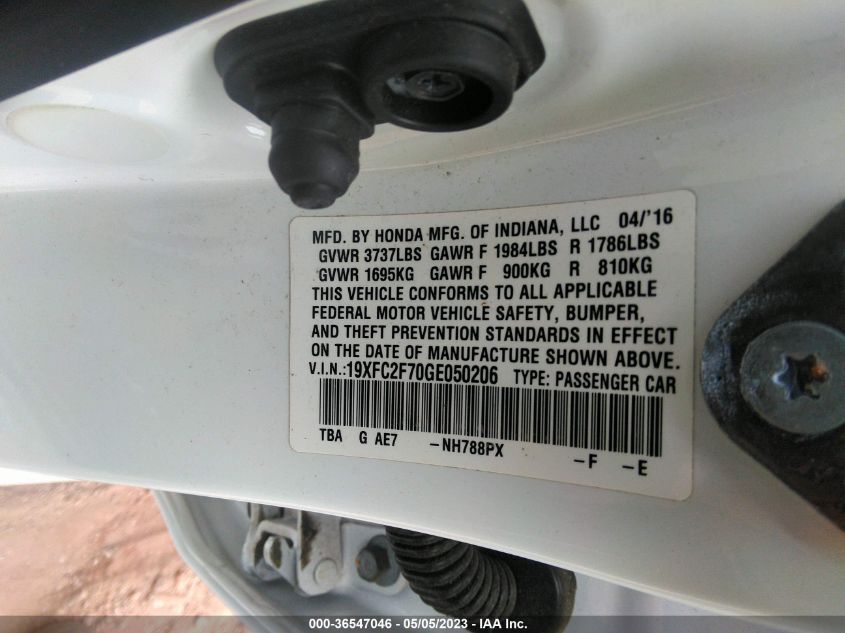 MFD. BY HONDA MFG. OF INDIANA, LLC 04/'16
GVWR 3737LBS GAWR F 1984LBS R 1786LBS
GVWR 1695KG GAWR F 900KG R 810KG
THIS VEHICLE CONFORMS TO ALL APPLICABLE
FEDERAL MOTOR VEHICLE SAFETY, BUMPER,
AND THEFT PREVENTION STANDARDS IN EFFECT
ON THE DATE OF MANUFACTURE SHOWN ABOVE.
V.I.N.:19XFC2F70GE050206 TYPE: PASSENGER CAR
TBA G AE7 -NH788PX
-F -E
000-36547046 - 05/05/2023 - IAA Inc.